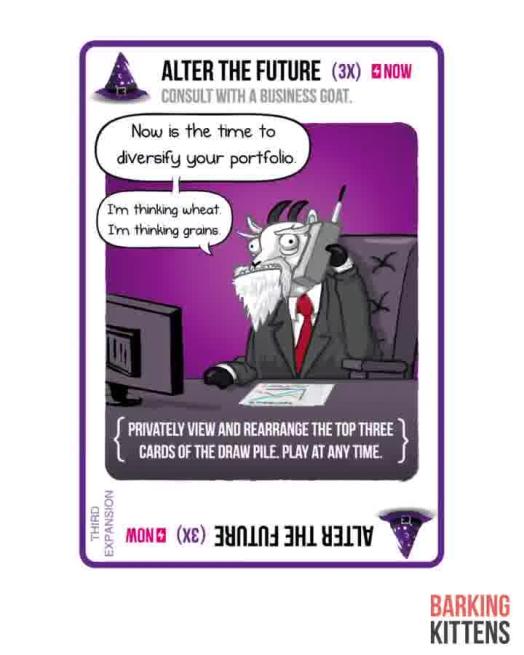 ALTER THE FUTURE (3X) NOW
CONSULT WITH A BUSINESS GOAT.
Now is the time to
diversify your portfolio.
I'm thinking wheat.
I'm thinking grains.
{ PRIVATELY VIEW AND REARRANGE THE TOP THREE
CARDS OF THE DRAW PILE. PLAY AT ANY TIME. }
THIRD
EXPANSION
ALTER THE FUTURE (3X) NOW
BARKING
KITTENS